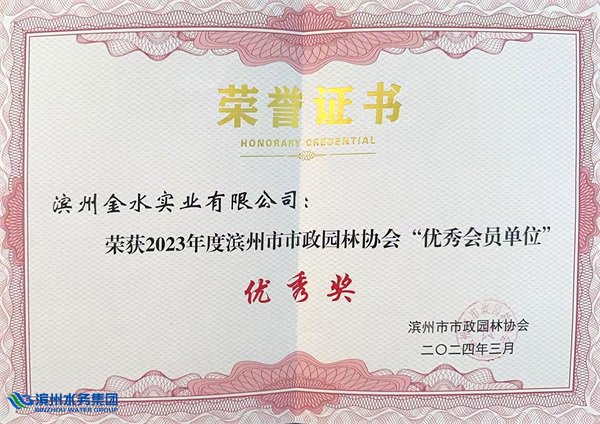 荣誉证书
HONORARY CREDENTIAL
滨州金水实业有限公司：
荣获2023年度滨州市市政园林协会“优秀会员单位”
优秀奖
滨州市市政园林协会
二〇二四年三月
滨州水务集团
BINZHOU WATER GROUP